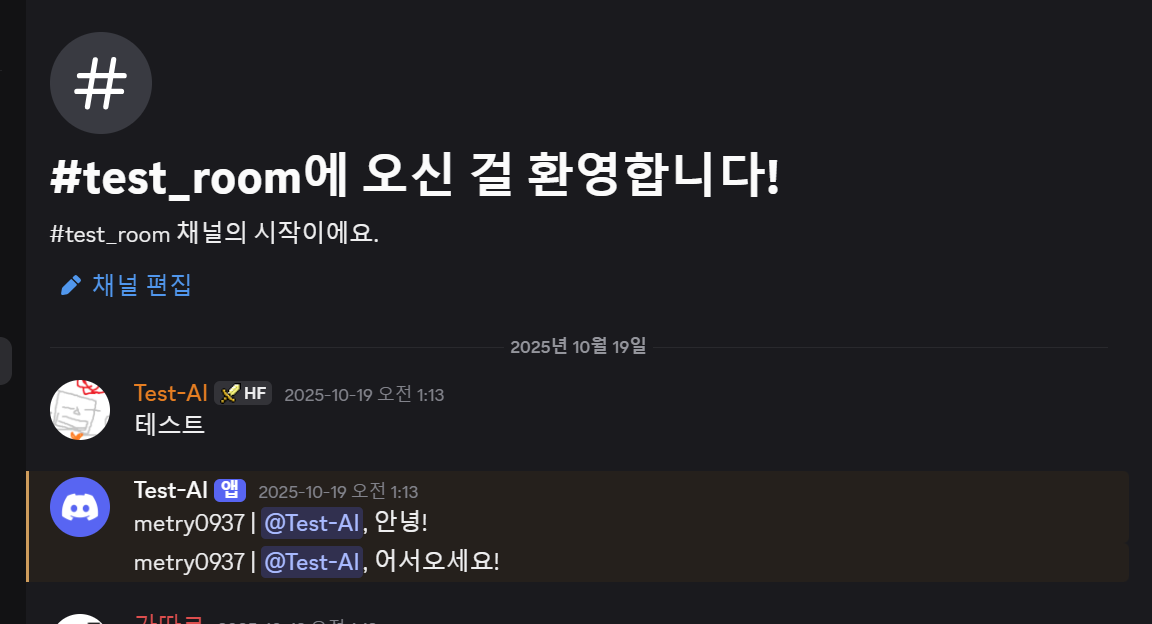 #test_room에 오신 걸 환영합니다!
#test_room 채널의 시작이에요.
채널 편집
2025년 10월 19일
Test-AI HF 2025-10-19 오전 1:13
테스트
Test-AI 앱 2025-10-19 오전 1:13
metry0937 | @Test-AI, 안녕!
metry0937 | @Test-AI, 어서오세요!